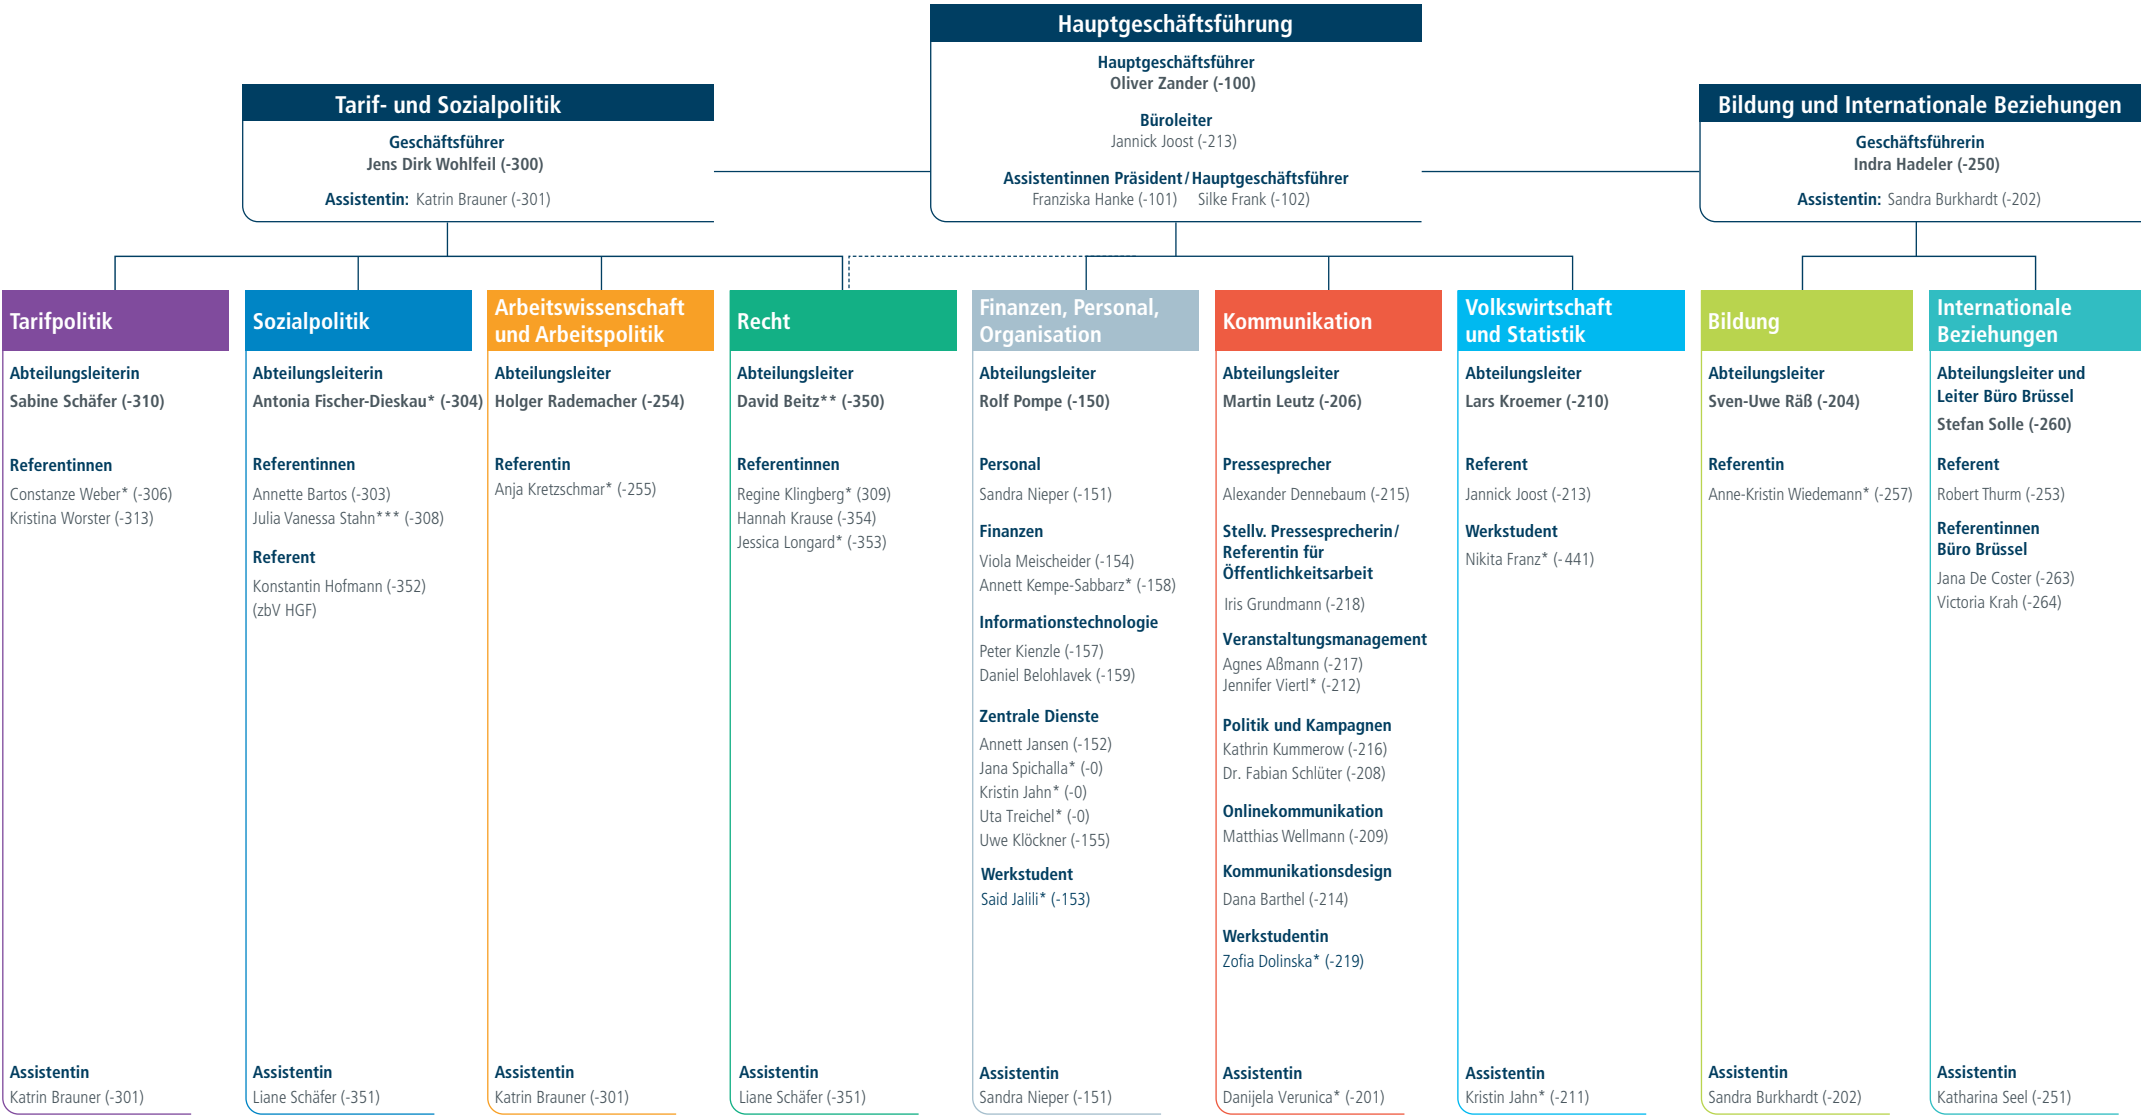 Hauptgeschäftsführung
Hauptgeschäftsführer
Oliver Zander (-100)
Büroleiter
Jannick Joost (-213)
Assistentinnen Präsident/Hauptgeschäftsführer
Franziska Hanke (-101) Silke Frank (-102)
Tarif- und Sozialpolitik
Geschäftsführer
Jens Dirk Wohlfeil (-300)
Assistentin: Katrin Brauner (-301)
Bildung und Internationale Beziehungen
Geschäftsführerin
Indra Hadeler (-250)
Assistentin: Sandra Burkhardt (-202)
Tarifpolitik
Abteilungsleiterin
Sabine Schäfer (-310)
Referentinnen
Constanze Weber* (-306)
Kristina Worster (-313)
Assistentin
Katrin Brauner (-301)
Sozialpolitik
Abteilungsleiterin
Antonia Fischer-Dieskau* (-304)
Referentinnen
Annette Bartos (-303)
Julia Vanessa Stahn*** (-308)
Referent
Konstantin Hofmann (-352)
(zbV HGF)
Assistentin
Liane Schäfer (-351)
Arbeitswissenschaft
und Arbeitspolitik
Abteilungsleiter
Holger Rademacher (-254)
Referentin
Anja Kretzschmar* (-255)
Assistentin
Katrin Brauner (-301)
Recht
Abteilungsleiter
David Beitz** (-350)
Referentinnen
Regine Klingberg* (309)
Hannah Krause (-354)
Jessica Longard* (-353)
Assistentin
Liane Schäfer (-351)
Finanzen, Personal,
Organisation
Abteilungsleiter
Rolf Pompe (-150)
Personal
Sandra Nieper (-151)
Finanzen
Viola Meischeider (-154)
Annett Kempe-Sabbarz* (-158)
Informationstechnologie
Peter Kienzle (-157)
Daniel Belohlavek (-159)
Zentrale Dienste
Annett Jansen (-152)
Jana Spichalla* (-0)
Kristin Jahn* (-0)
Uta Treichel* (-0)
Uwe Klöckner (-155)
Werkstudent
Said Jalili* (-153)
Assistentin
Sandra Nieper (-151)
Kommunikation
Abteilungsleiter
Martin Leutz (-206)
Pressesprecher
Alexander Dennebaum (-215)
Stellv. Pressesprecherin/
Referentin für
Öffentlichkeitsarbeit
Iris Grundmann (-218)
Veranstaltungsmanagement
Agnes Aßmann (-217)
Jennifer Viertl* (-212)
Politik und Kampagnen
Kathrin Kummerow (-216)
Dr. Fabian Schlüter (-208)
Onlinekommunikation
Matthias Wellmann (-209)
Kommunikationsdesign
Dana Barthel (-214)
Werkstudentin
Zofia Dolinska* (-219)
Assistentin
Danijela Verunica* (-201)
Volkswirtschaft
und Statistik
Abteilungsleiter
Lars Kroemer (-210)
Referent
Jannick Joost (-213)
Werkstudent
Nikita Franz* (-441)
Assistentin
Kristin Jahn* (-211)
Bildung
Abteilungsleiter
Sven-Uwe Räß (-204)
Referentin
Anne-Kristin Wiedemann* (-257)
Assistentin
Sandra Burkhardt (-202)
Internationale
Beziehungen
Abteilungsleiter und
Leiter Büro Brüssel
Stefan Solle (-260)
Referent
Robert Thurm (-253)
Referentinnen
Büro Brüssel
Jana De Coster (-263)
Victoria Krah (-264)
Assistentin
Katharina Seel (-251)